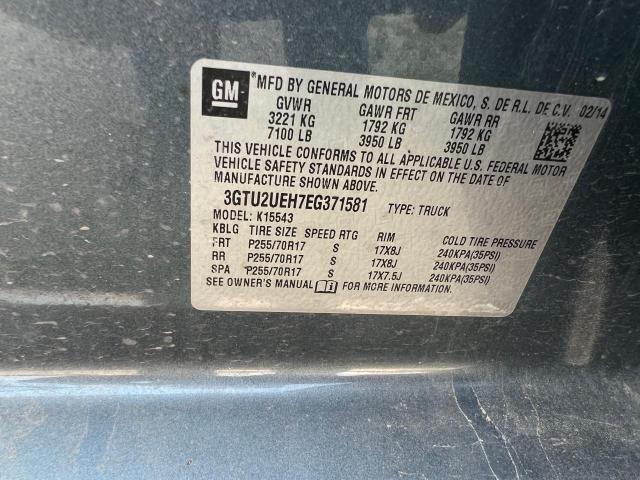 GM
*MFD BY GENERAL MOTORS DE MEXICO, S. DE R.L. DE C.V. 02/14
GVWR GAWR FRT GAWR RR
3221 KG 1792 KG 1792 KG
7100 LB 3950 LB 3950 LB
THIS VEHICLE CONFORMS TO ALL APPLICABLE U.S. FEDERAL MOTOR
VEHICLE SAFETY STANDARDS IN EFFECT ON THE DATE OF
MANUFACTURE SHOWN ABOVE.
3GTU2UEH7EG371581 TYPE: TRUCK
MODEL: K15543
KBLG TIRE SIZE SPEED RTG RIM COLD TIRE PRESSURE
FRT P255/70R17 S 17X8J 240KPA(35PSI)
RR P255/70R17 S 17X8J 240KPA(35PSI)
SPA P255/70R17 S 17X7.5J 240KPA(35PSI)
SEE OWNER'S MANUAL FOR MORE INFORMATION.